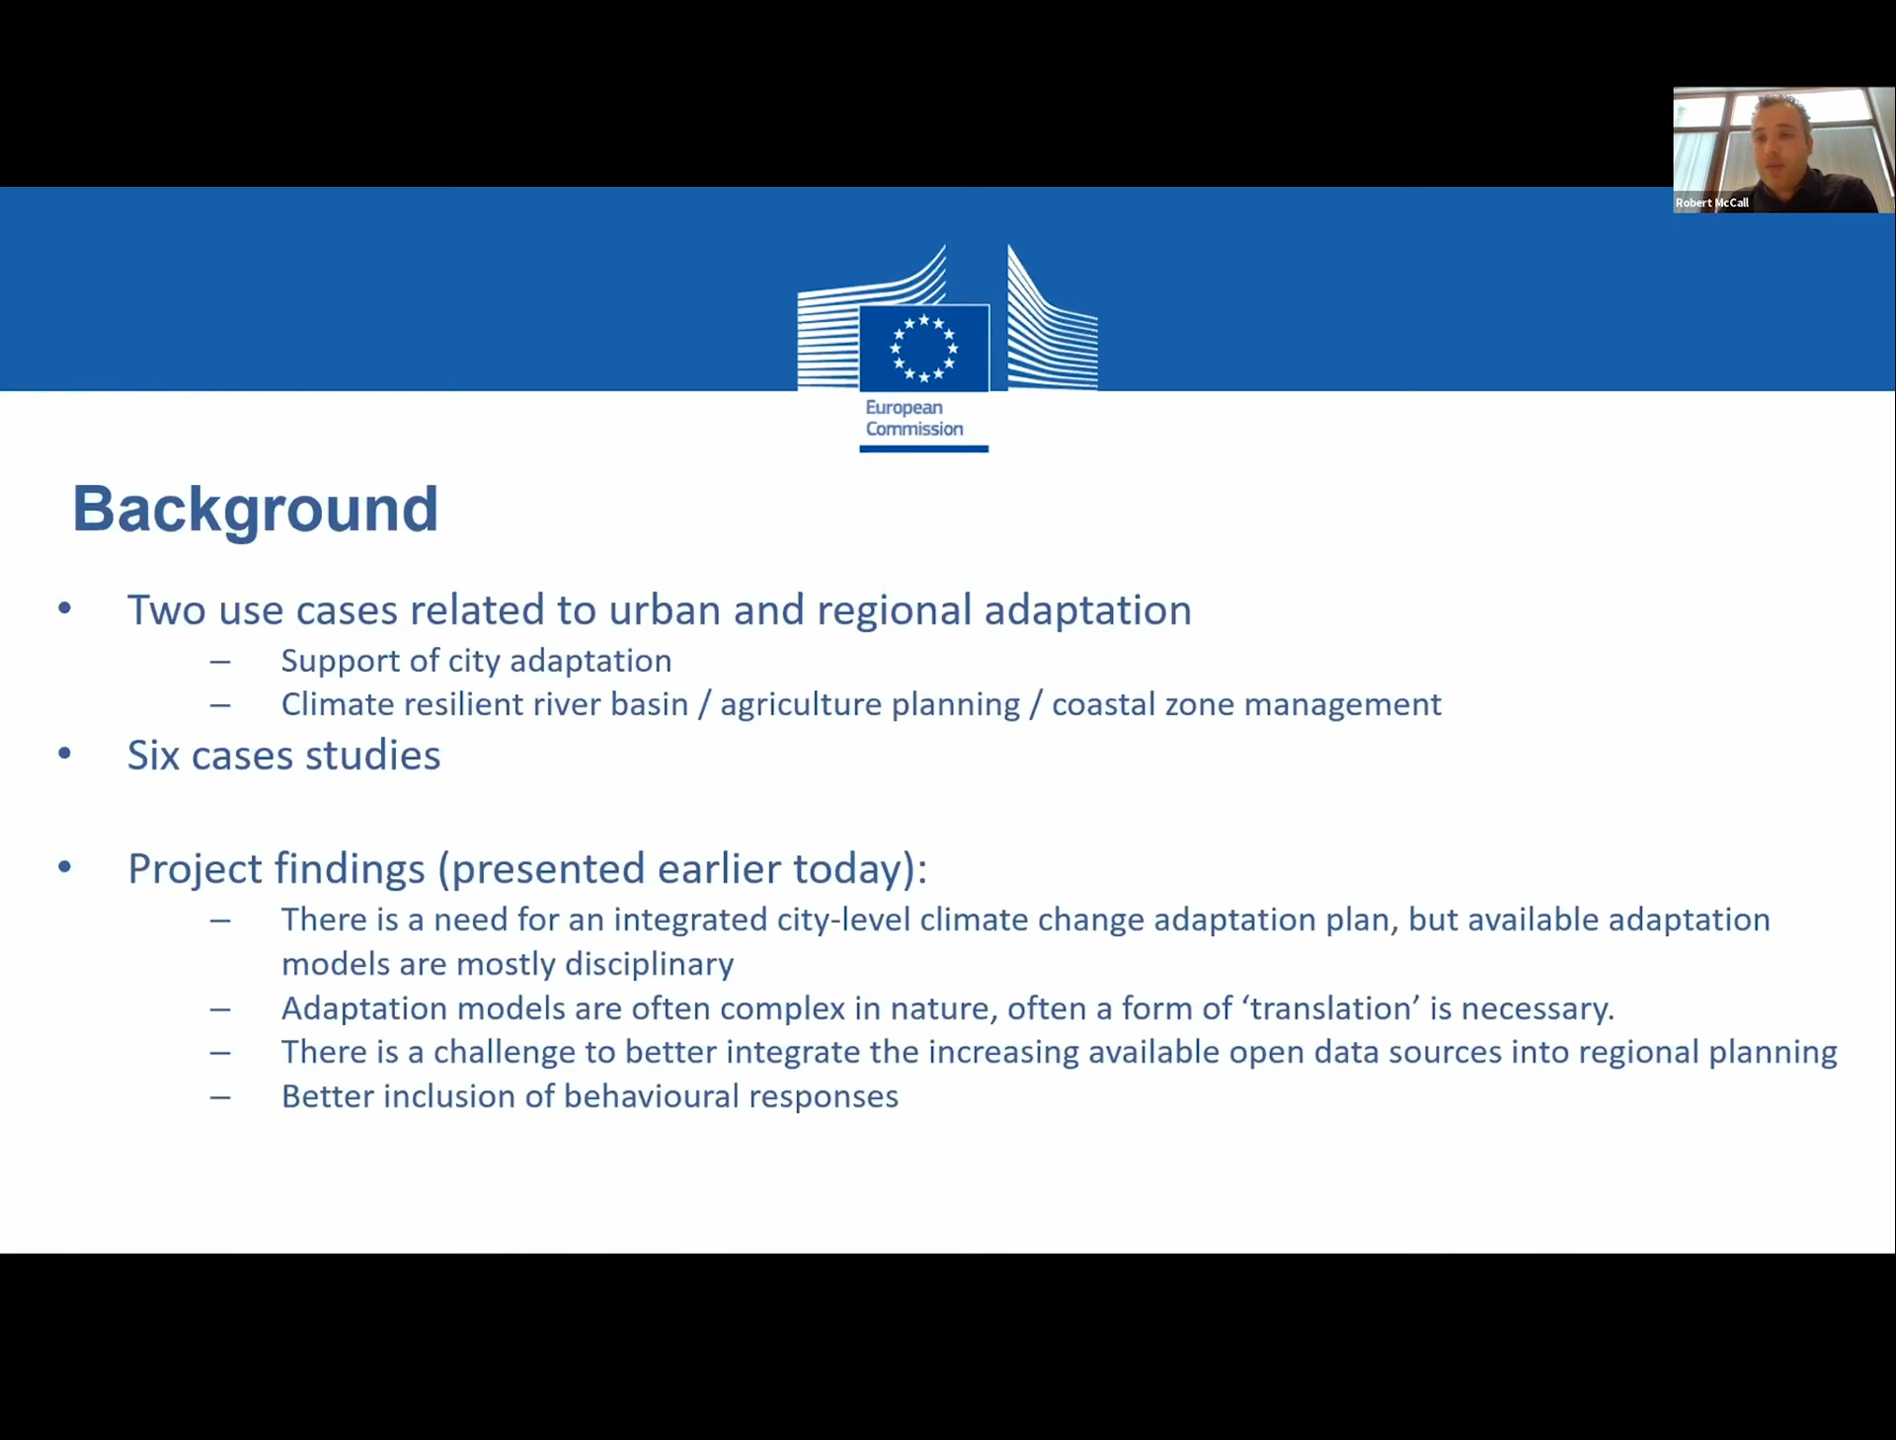 Robert McCall
European
Commission
Background
• Two use cases related to urban and regional adaptation
– Support of city adaptation
– Climate resilient river basin / agriculture planning / coastal zone management
• Six cases studies
• Project findings (presented earlier today):
– There is a need for an integrated city-level climate change adaptation plan, but available adaptation
models are mostly disciplinary
– Adaptation models are often complex in nature, often a form of ‘translation’ is necessary.
– There is a challenge to better integrate the increasing available open data sources into regional planning
– Better inclusion of behavioural responses